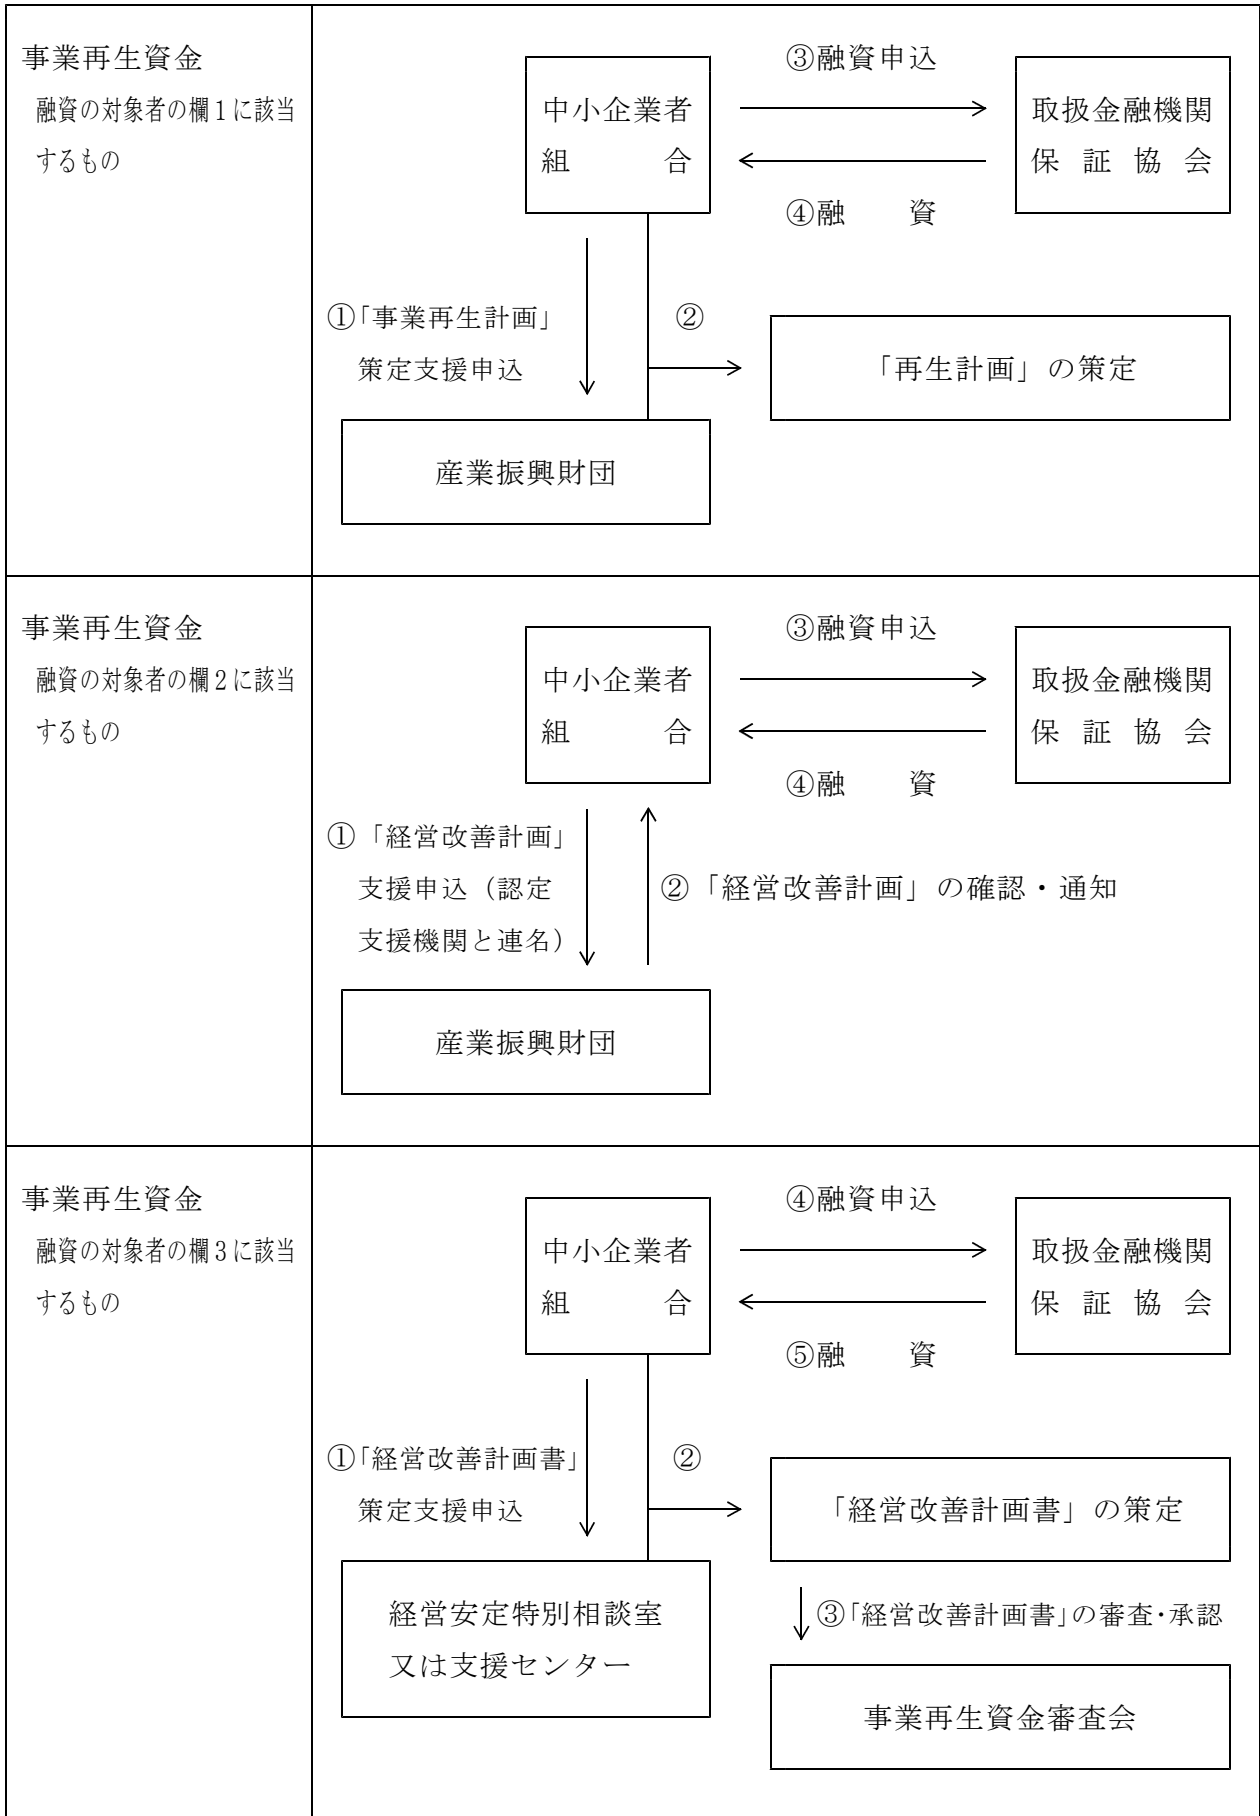 事業再生資金
融資の対象者の欄1に該当
するもの
中小企業者
組　　　合
③融資申込
④融　　資
取扱金融機関
保 証 協 会
①「事業再生計画」
策定支援申込
②
「再生計画」の策定
産業振興財団
事業再生資金
融資の対象者の欄2に該当
するもの
中小企業者
組　　　合
③融資申込
④融　　資
取扱金融機関
保 証 協 会
①「経営改善計画」
支援申込（認定
支援機関と連名）
②「経営改善計画」の確認・通知
産業振興財団
事業再生資金
融資の対象者の欄3に該当
するもの
中小企業者
組　　　合
④融資申込
⑤融　　資
取扱金融機関
保 証 協 会
①「経営改善計画書」
策定支援申込
②
「経営改善計画書」の策定
経営安定特別相談室
又は支援センター
③「経営改善計画書」の審査・承認
事業再生資金審査会